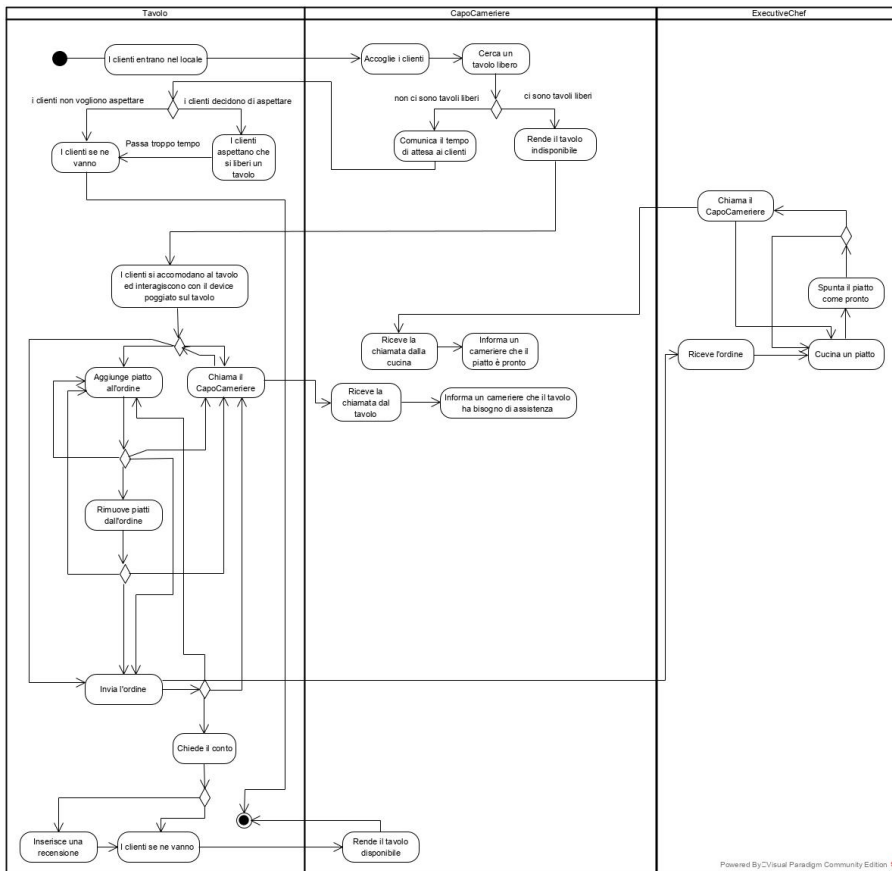 Tavolo
CapoCameriere
ExecutiveChef
I clienti entrano nel locale
Accoglie i clienti
Cerca un
tavolo libero
i clienti non vogliono aspettare
i clienti decidono di aspettare
non ci sono tavoli liberi
ci sono tavoli liberi
I clienti se ne
vanno
Passa troppo tempo
I clienti
aspettano che
si liberi un
tavolo
Comunica il tempo
di attesa ai clienti
Rende il tavolo
indisponibile
Chiama il
CapoCameriere
I clienti si accomodano al tavolo
ed interagiscono con il device
poggiato sul tavolo
Spunta il piatto
come pronto
Riceve la
chiamata dalla
cucina
Informa un
cameriere che il
piatto è pronto
Riceve l'ordine
Cucina un piatto
Aggiunge piatto
all'ordine
Chiama il
CapoCameriere
Riceve la
chiamata dal
tavolo
Informa un cameriere che il tavolo
ha bisogno di assistenza
Rimuove piatti
dall'ordine
Invia l'ordine
Chiede il conto
Inserisce una
recensione
I clienti se ne vanno
Rende il tavolo
disponibile
Powered By Visual Paradigm Community Edition